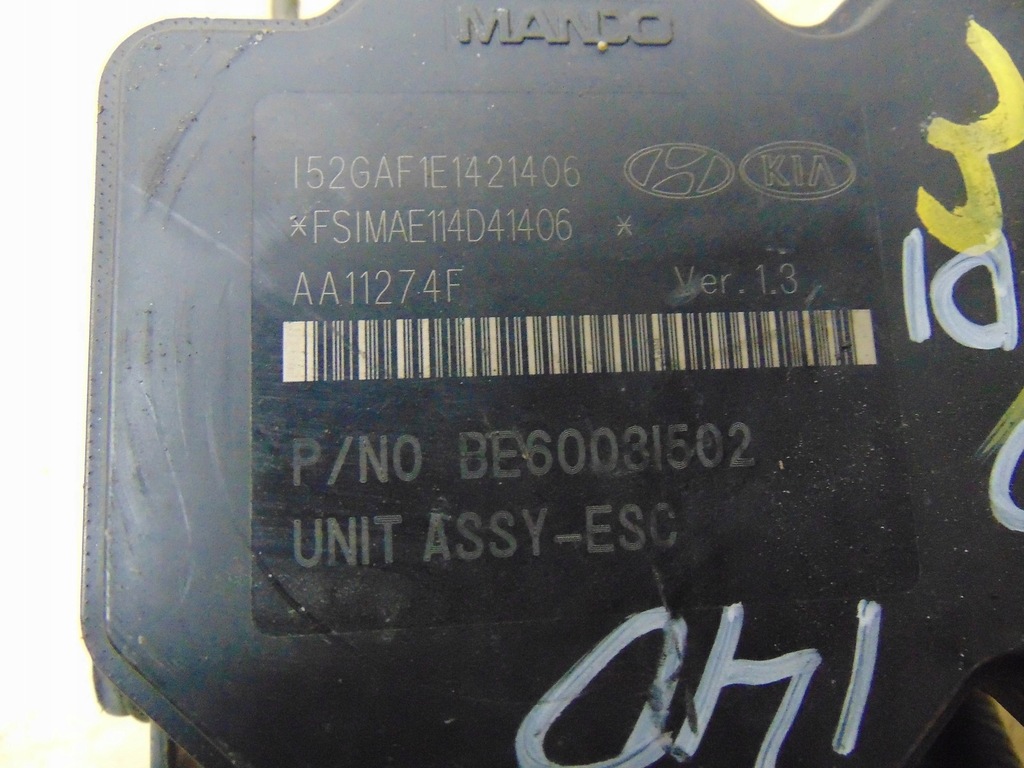 MANDO
I52GAF1E1421406
KIA
*FSIMAE114D41406 *
AA11274F Ver. 1.3
P/NO BE60031502
UNIT ASSY-ESC